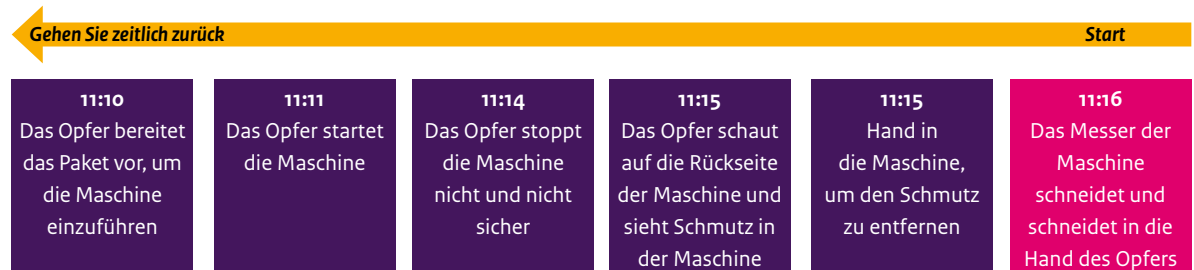 Gehen Sie zeitlich zurück
Start
11:10
Das Opfer bereitet
das Paket vor, um
die Maschine
einzuführen
11:11
Das Opfer startet
die Maschine
11:14
Das Opfer stoppt
die Maschine
nicht und nicht
sicher
11:15
Das Opfer schaut
auf die Rückseite
der Maschine und
sieht Schmutz in
der Maschine
11:15
Hand in
die Maschine,
um den Schmutz
zu entfernen
11:16
Das Messer der
Maschine
schneidet und
schneidet in die
Hand des Opfers